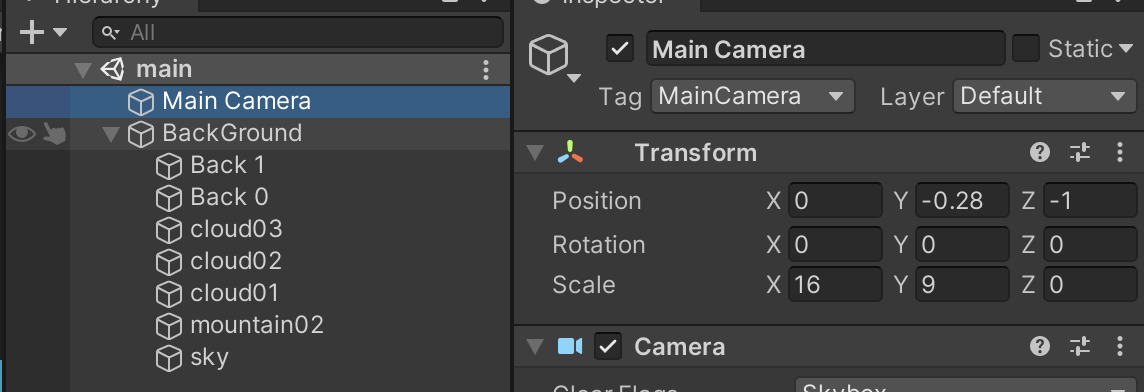 Hierarchy
All
main
Main Camera
BackGround
Back 1
Back 0
cloud03
cloud02
cloud01
mountain02
sky
Inspector
Main Camera
Static
Tag MainCamera Layer Default
Transform
Position X 0 Y -0.28 Z -1
Rotation X 0 Y 0 Z 0
Scale X 16 Y 9 Z 0
Camera
Clear Flags Skybox